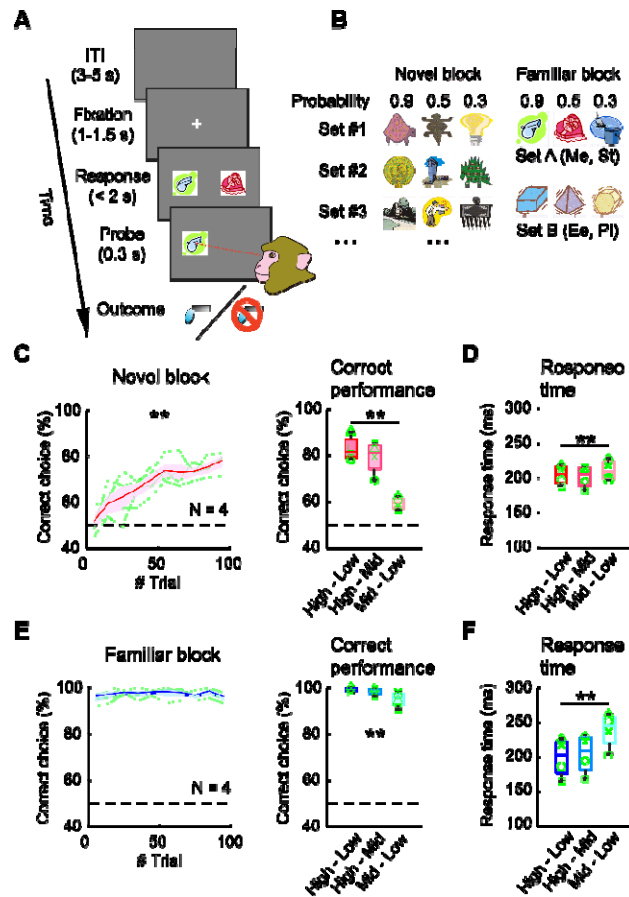 A
ITI
(3-5 s)
Fixation
(1-1.5 s)
Response
(< 2 s)
Probe
(0.3 s)
Outcome
Time
B
Novel block
Familiar block
Probability
0.9
0.5
0.3
0.9
0.5
0.3
Set #1
Set A (Me, St)
Set #2
Set #3
Set B (Ee, Pl)
...
...
C
Novel block
Correct choice (%)
100
80
60
40
**
N = 4
0
50
100
# Trial
Correct
performance
Correct choice (%)
100
80
60
40
**
High - Low
High - Mid
Mid - Low
D
Response
time
Response time (ms)
300
250
200
150
100
**
High - Low
High - Mid
Mid - Low
E
Familiar block
Correct choice (%)
100
80
60
40
N = 4
0
50
100
# Trial
Correct
performance
Correct choice (%)
100
80
60
40
**
High - Low
High - Mid
Mid - Low
F
Response
time
Response time (ms)
300
250
200
150
100
**
High - Low
High - Mid
Mid - Low